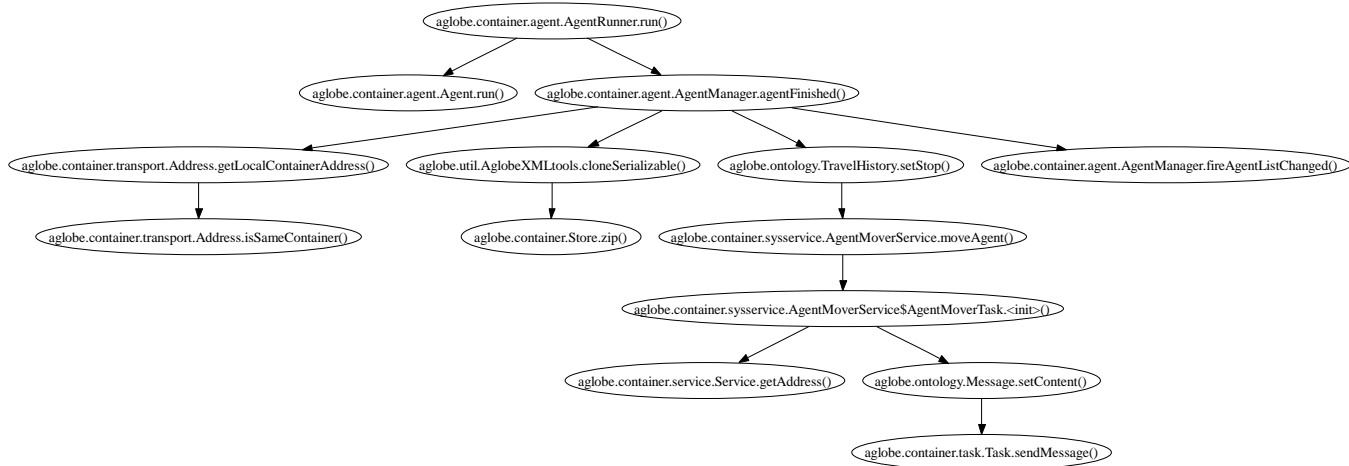 aglobe.container.agent.AgentRunner.run()
aglobe.container.agent.Agent.run()
aglobe.container.agent.AgentManager.agentFinished()
aglobe.container.transport.Address.getLocalContainerAddress()
aglobe.util.AglobeXMLtools.cloneSerializable()
aglobe.ontology.TravelHistory.setStop()
aglobe.container.agent.AgentManager.fireAgentListChanged()
aglobe.container.transport.Address.isSameContainer()
aglobe.container.Store.zip()
aglobe.container.sysservice.AgentMoverService.moveAgent()
aglobe.container.sysservice.AgentMoverService$AgentMoverTask.<init>()
aglobe.container.service.Service.getAddress()
aglobe.ontology.Message.setContent()
aglobe.container.task.Task.sendMessage()